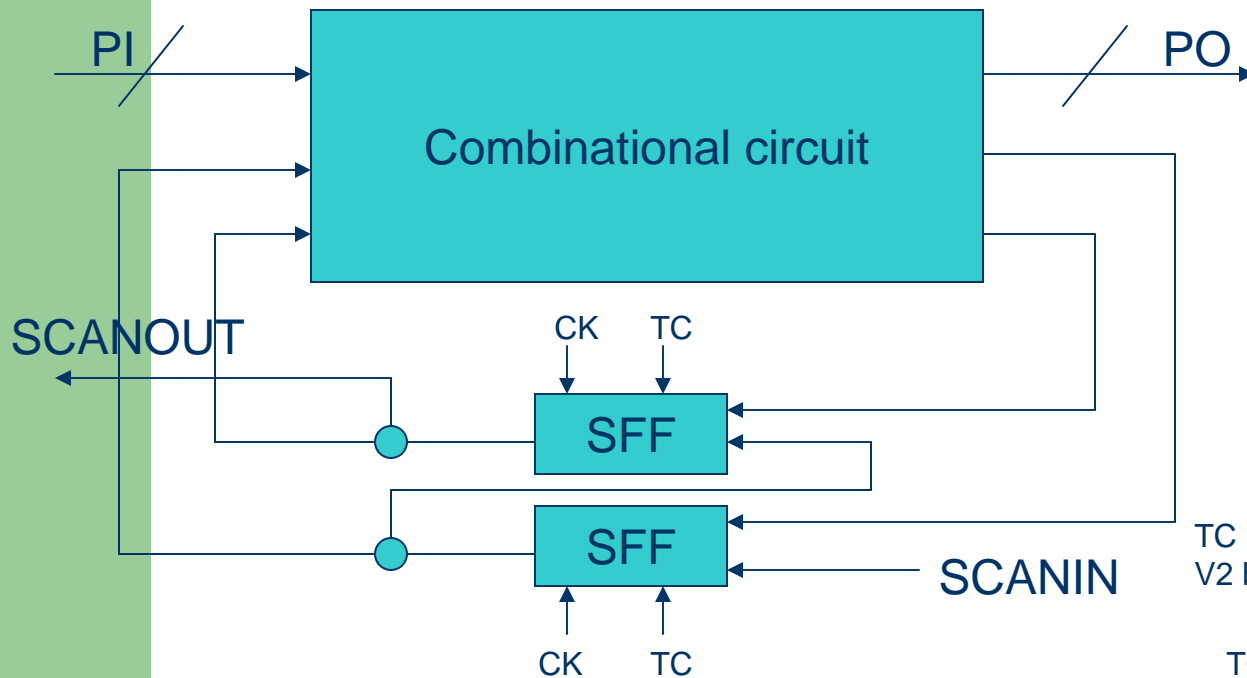 PI
PO
Combinational circuit
SCANOUT
CK
TC
SFF
SFF
SCANIN
TC
V2
CK
TC